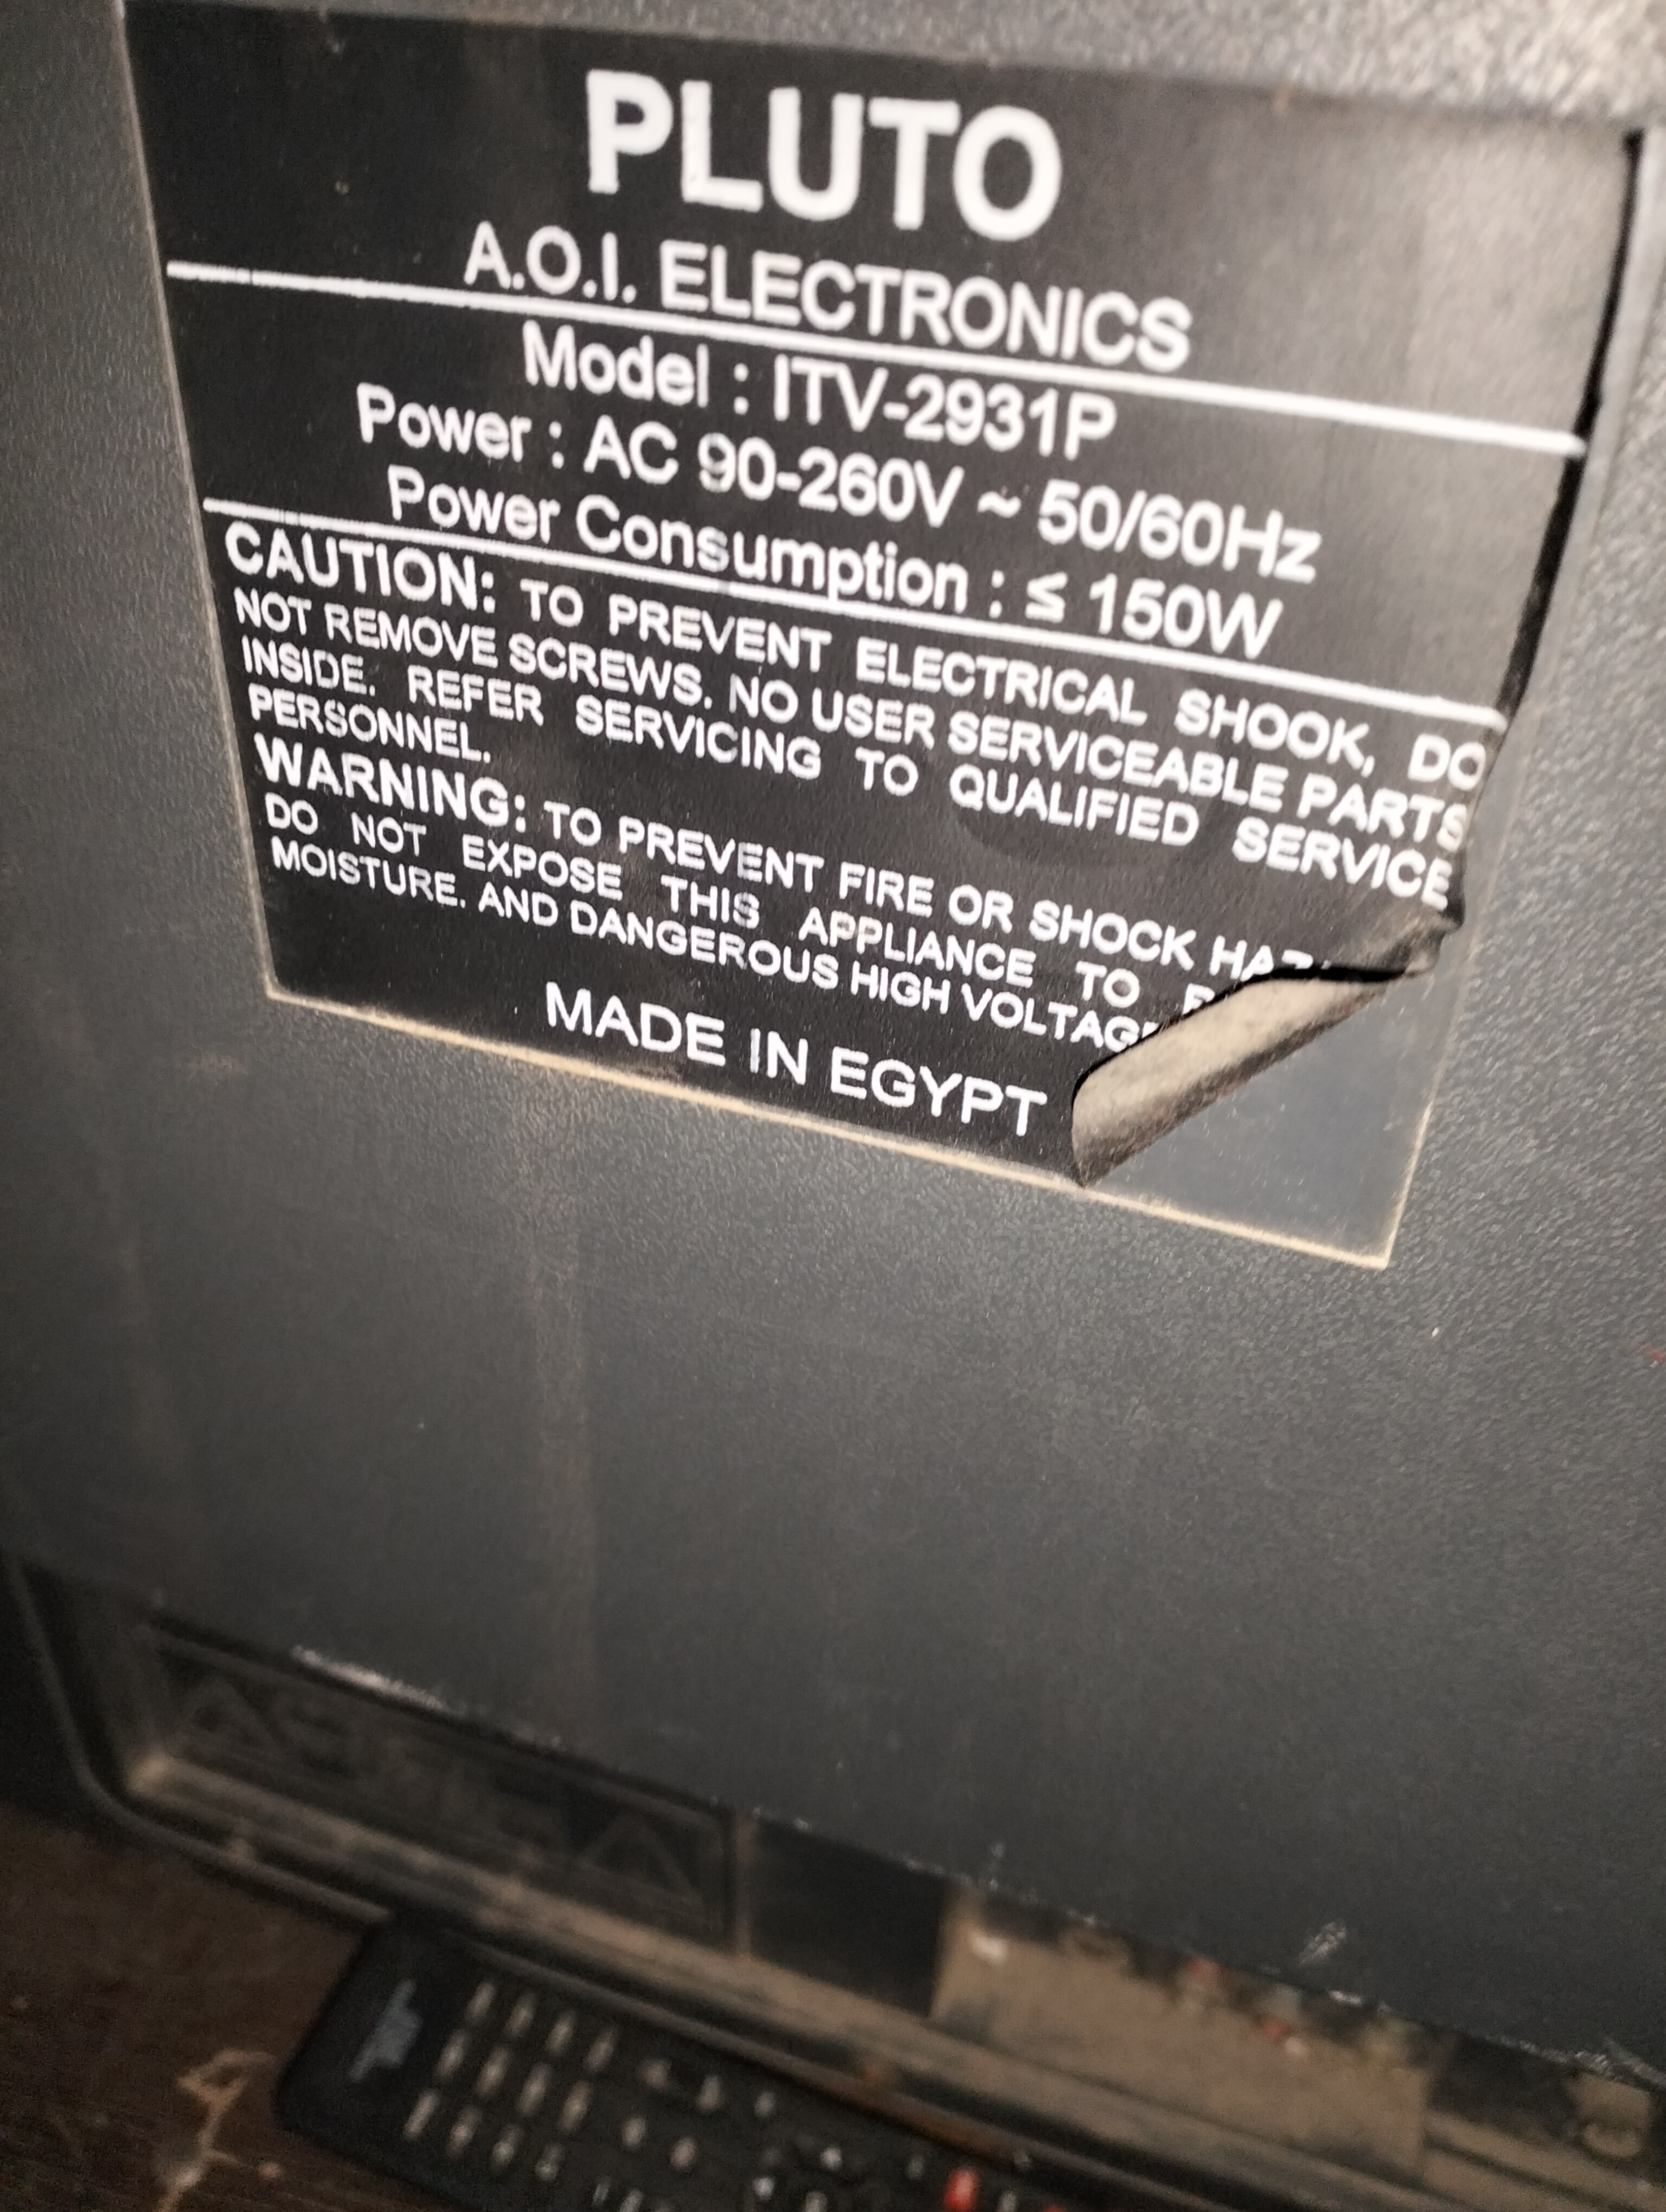 PLUTO
A.O.I. ELECTRONICS
Model : ITV-2931P
Power : AC 90-260V ~ 50/60Hz
Power Consumption : ≤ 150W
CAUTION: TO PREVENT ELECTRICAL SHOOK, DO
NOT REMOVE SCREWS. NO USER SERVICEABLE PARTS
INSIDE. REFER SERVICING TO QUALIFIED SERVICE
PERSONNEL.
WARNING: TO PREVENT FIRE OR SHOCK
DO NOT EXPOSE THIS APPLIANCE TO
MOISTURE. AND DANGEROUS HIGH
MADE IN EGYPT